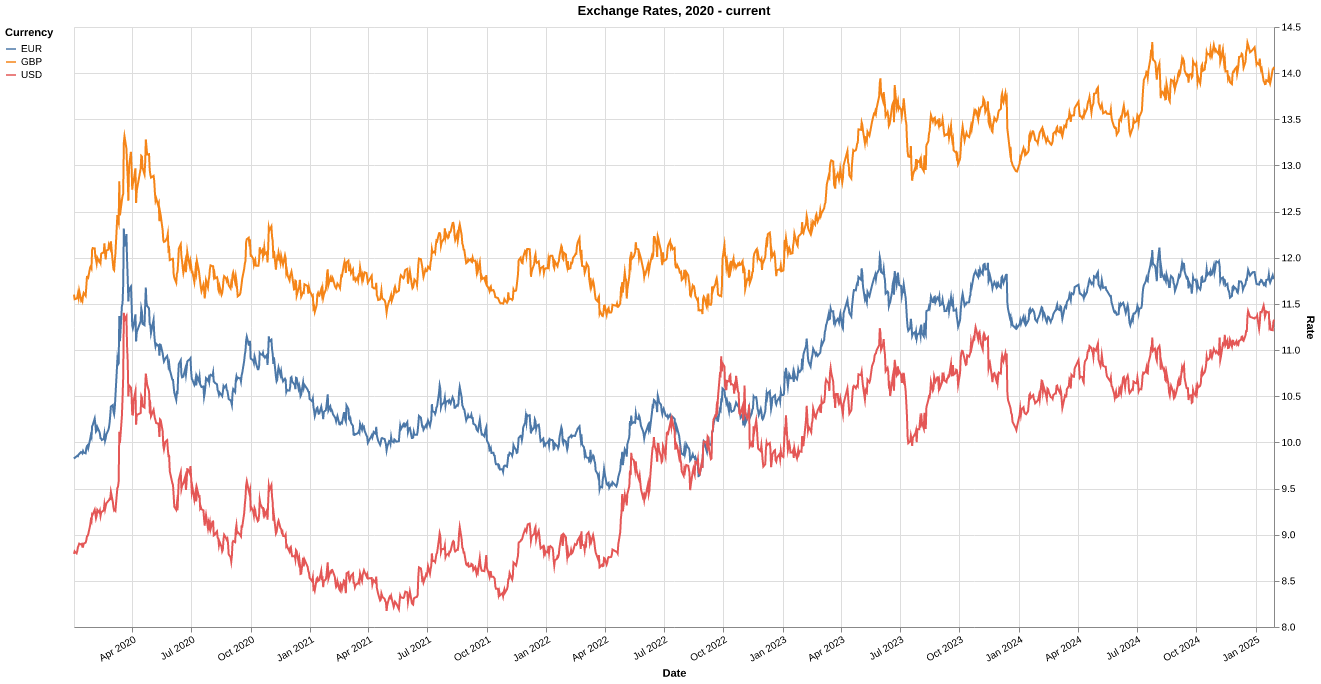 Exchange Rates, 2020 - current
Currency
EUR
GBP
USD
14.5
14.0
13.5
13.0
12.5
12.0
11.5
11.0
10.5
10.0
9.5
9.0
8.5
8.0
Rate
Apr 2020
Jul 2020
Oct 2020
Jan 2021
Apr 2021
Jul 2021
Oct 2021
Jan 2022
Apr 2022
Jul 2022
Oct 2022
Jan 2023
Apr 2023
Jul 2023
Oct 2023
Jan 2024
Apr 2024
Jul 2024
Oct 2024
Jan 2025
Date